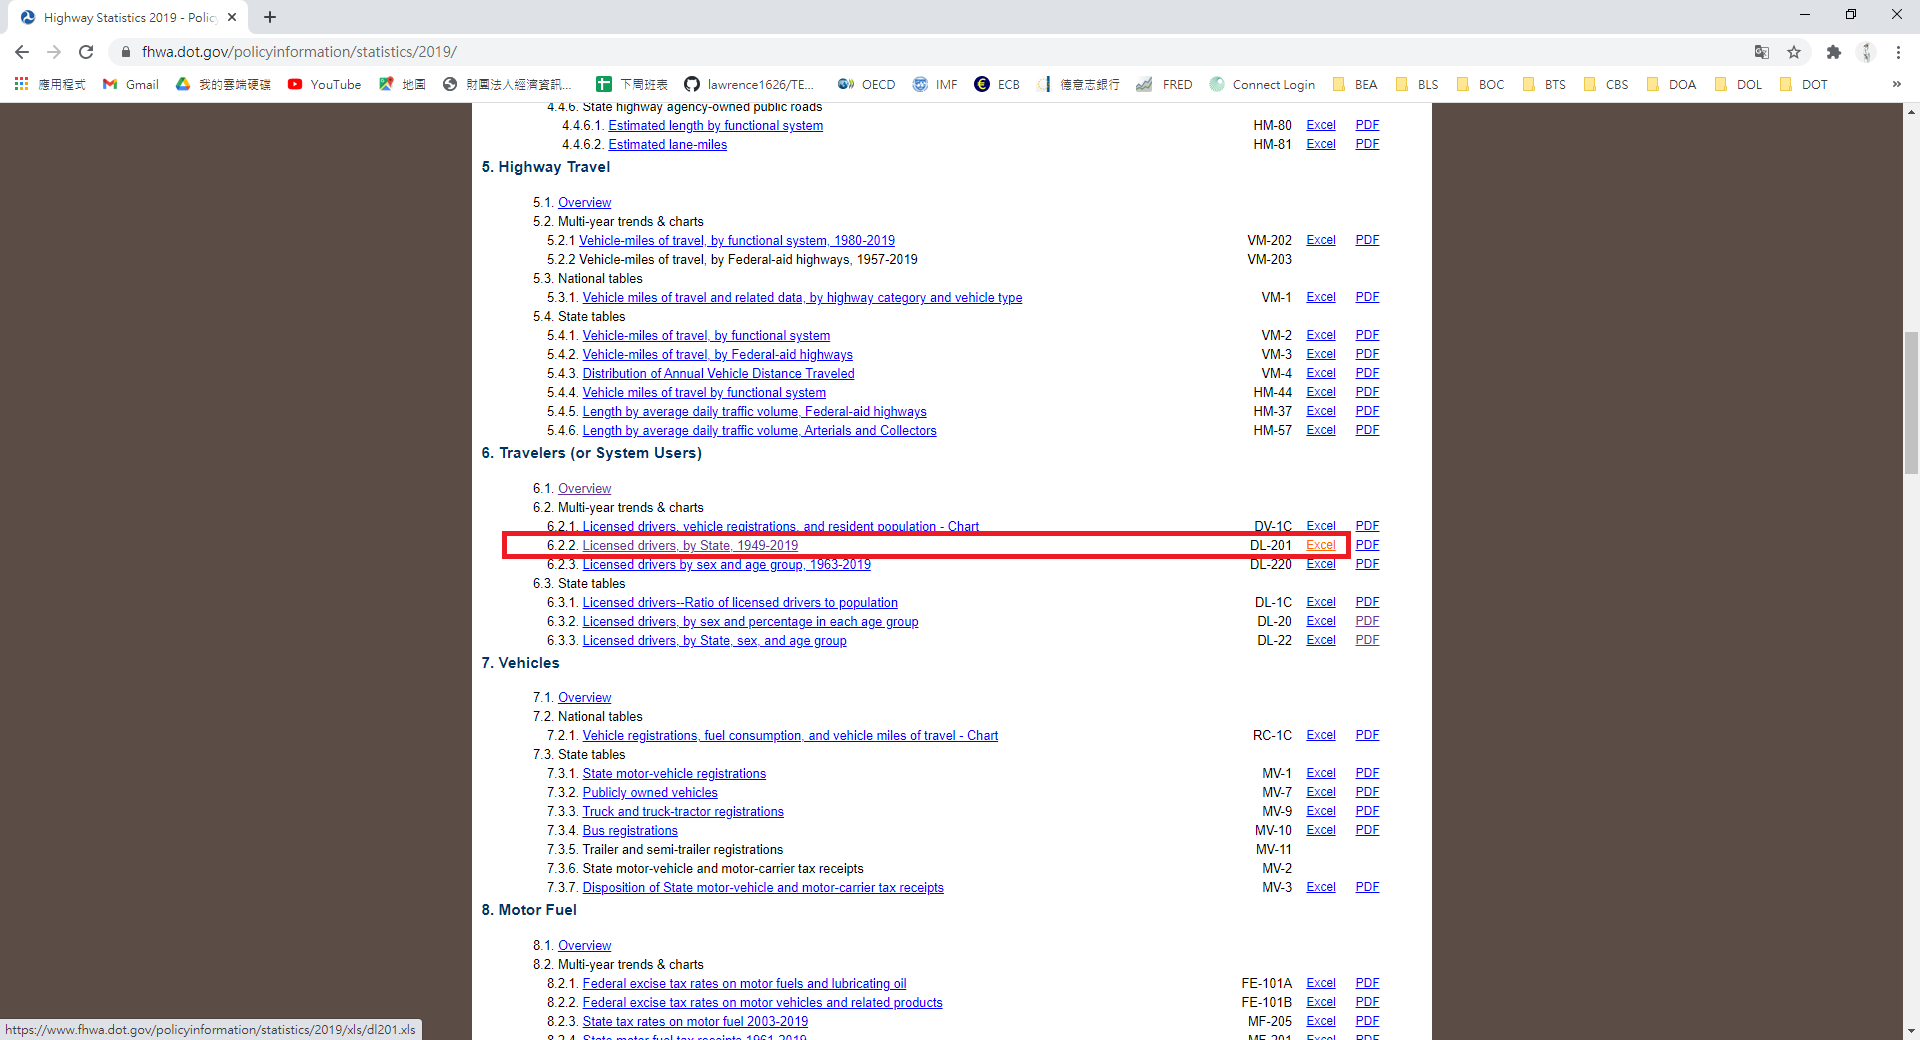 Highway Statistics 2019 - Polic
fhwa.dot.gov/policyinformation/statistics/2019/
應用程式 Gmail 我的雲端硬碟 YouTube 地圖 財團法人經濟資訊... 下周班表 lawrence1626/TE... OECD IMF ECB 德意志銀行 FRED Connect Login BEA BLS BOC BTS CBS DOA DOL DOT »
4.4.6. State highway agency-owned public roads
4.4.6.1. Estimated length by functional system HM-80 Excel PDF
4.4.6.2. Estimated lane-miles HM-81 Excel PDF
5. Highway Travel
5.1. Overview
5.2. Multi-year trends & charts
5.2.1 Vehicle-miles of travel, by functional system, 1980-2019 VM-202 Excel PDF
5.2.2 Vehicle-miles of travel, by Federal-aid highways, 1957-2019 VM-203
5.3. National tables
5.3.1. Vehicle miles of travel and related data, by highway category and vehicle type VM-1 Excel PDF
5.4. State tables
5.4.1. Vehicle-miles of travel, by functional system VM-2 Excel PDF
5.4.2. Vehicle-miles of travel, by Federal-aid highways VM-3 Excel PDF
5.4.3. Distribution of Annual Vehicle Distance Traveled VM-4 Excel PDF
5.4.4. Vehicle miles of travel by functional system HM-44 Excel PDF
5.4.5. Length by average daily traffic volume, Federal-aid highways HM-37 Excel PDF
5.4.6. Length by average daily traffic volume, Arterials and Collectors HM-57 Excel PDF
6. Travelers (or System Users)
6.1. Overview
6.2. Multi-year trends & charts
6.2.1. Licensed drivers, vehicle registrations, and resident population - Chart DV-1C Excel PDF
6.2.2. Licensed drivers, by State, 1949-2019 DL-201 Excel PDF
6.2.3. Licensed drivers by sex and age group, 1963-2019 DL-220 Excel PDF
6.3. State tables
6.3.1. Licensed drivers--Ratio of licensed drivers to population DL-1C Excel PDF
6.3.2. Licensed drivers, by sex and percentage in each age group DL-20 Excel PDF
6.3.3. Licensed drivers, by State, sex, and age group DL-22 Excel PDF
7. Vehicles
7.1. Overview
7.2. National tables
7.2.1. Vehicle registrations, fuel consumption, and vehicle miles of travel - Chart RC-1C Excel PDF
7.3. State tables
7.3.1. State motor-vehicle registrations MV-1 Excel PDF
7.3.2. Publicly owned vehicles MV-7 Excel PDF
7.3.3. Truck and truck-tractor registrations MV-9 Excel PDF
7.3.4. Bus registrations MV-10 Excel PDF
7.3.5. Trailer and semi-trailer registrations MV-11
7.3.6. State motor-vehicle and motor-carrier tax receipts MV-2
7.3.7. Disposition of State motor-vehicle and motor-carrier tax receipts MV-3 Excel PDF
8. Motor Fuel
8.1. Overview
8.2. Multi-year trends & charts
8.2.1. Federal excise tax rates on motor fuels and lubricating oil FE-101A Excel PDF
8.2.2. Federal excise tax rates on motor vehicles and related products FE-101B Excel PDF
8.2.3. State tax rates on motor fuel 2003-2019 MF-205 Excel PDF
8.2.4. State motor fuel tax receipts 1961-2019 MF-201 Excel PDF
https://www.fhwa.dot.gov/policyinformation/statistics/2019/xls/dl201.xls